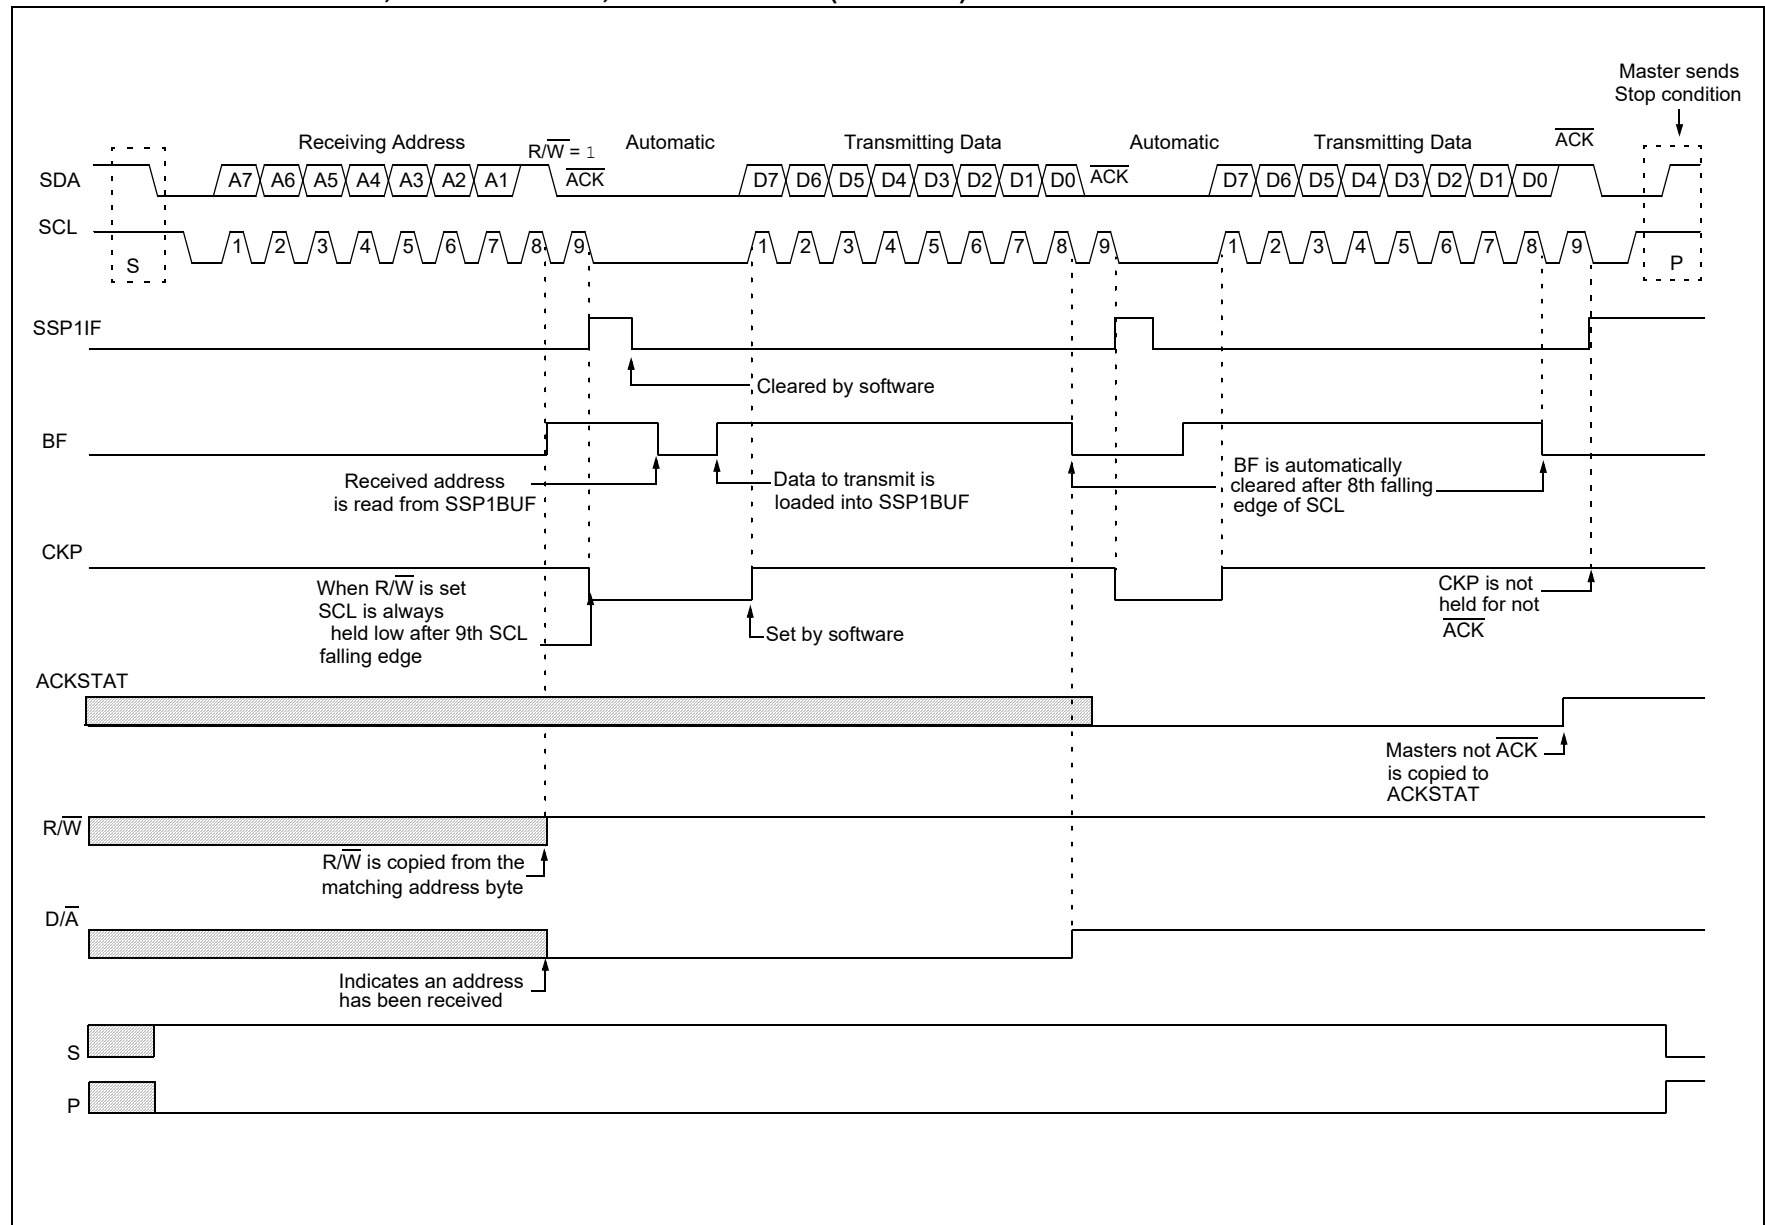 Master sends
Stop condition
Receiving Address
R/W̅ = 1
Automatic
Transmitting Data
Automatic
Transmitting Data
A̅C̅K̅
SDA
A7 A6 A5 A4 A3 A2 A1
A̅C̅K̅
D7 D6 D5 D4 D3 D2 D1 D0
A̅C̅K̅
D7 D6 D5 D4 D3 D2 D1 D0
SCL
1 2 3 4 5 6 7 8 9
1 2 3 4 5 6 7 8 9
1 2 3 4 5 6 7 8 9
S
P
SSP1IF
Cleared by software
BF
Received address
is read from SSP1BUF
Data to transmit is
loaded into SSP1BUF
BF is automatically
cleared after 8th falling
edge of SCL
CKP
When R/W̅ is set
SCL is always
held low after 9th SCL
falling edge
Set by software
CKP is not
held for not
A̅C̅K̅
ACKSTAT
Masters not A̅C̅K̅
is copied to
ACKSTAT
R/W̅
R/W̅ is copied from the
matching address byte
D/A̅
Indicates an address
has been received
S
P